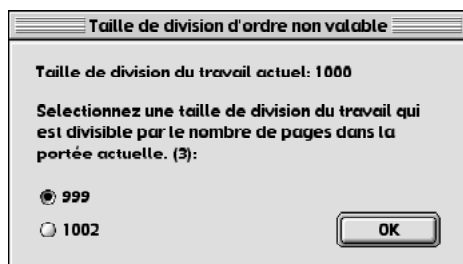 Taille de division d'ordre non valable
Taille de division du travail actuel: 1000
Selectionnez une taille de division du travail qui
est divisible par le nombre de pages dans la
portée actuelle. (3):
999
1002
OK